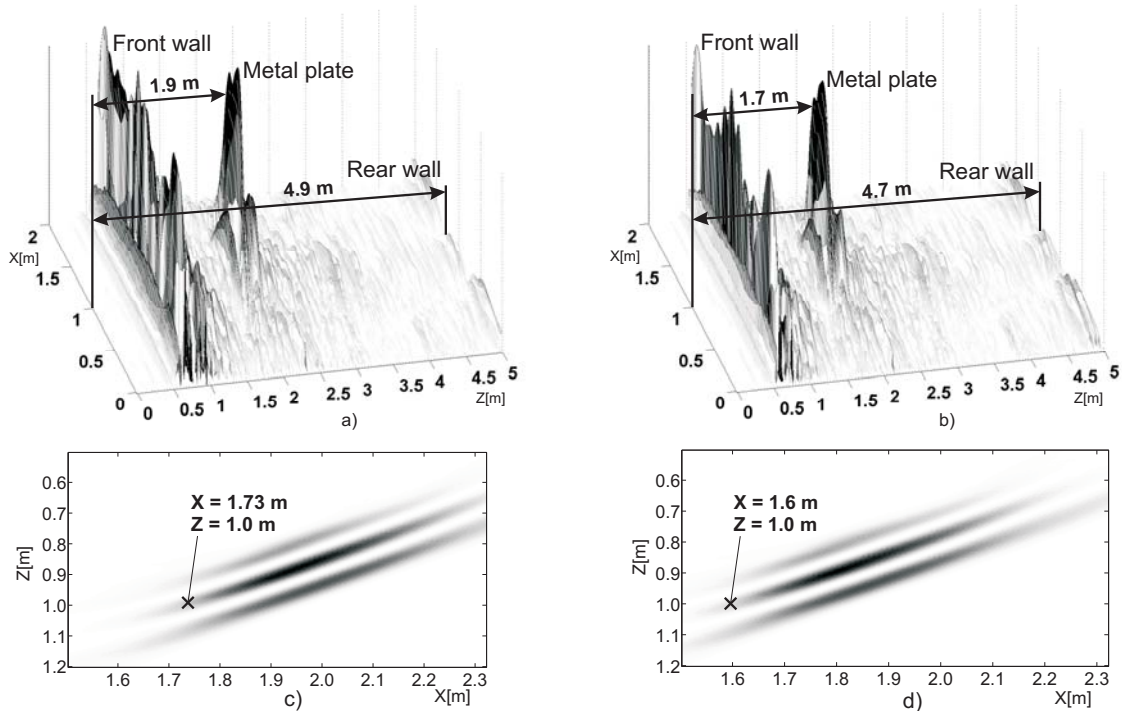 Front wall
1.9 m
Metal plate
Rear wall
4.9 m
2
X[m]
1.5
1
0.5
0
0
0.5
1
1.5
2
2.5
3
3.5
4
4.5
5
Z[m]
a)
Front wall
1.7 m
Metal plate
Rear wall
4.7 m
2
X[m]
1.5
1
0.5
0
0
0.5
1
1.5
2
2.5
3
3.5
4
4.5
5
Z[m]
b)
X = 1.73 m
Z = 1.0 m
Z[m]
0.6
0.7
0.8
0.9
1.0
1.1
1.2
1.6
1.7
1.8
1.9
2.0
2.1
2.2
2.3
X[m]
c)
X = 1.6 m
Z = 1.0 m
Z[m]
0.6
0.7
0.8
0.9
1.0
1.1
1.2
1.6
1.7
1.8
1.9
2.0
2.1
2.2
2.3
X[m]
d)